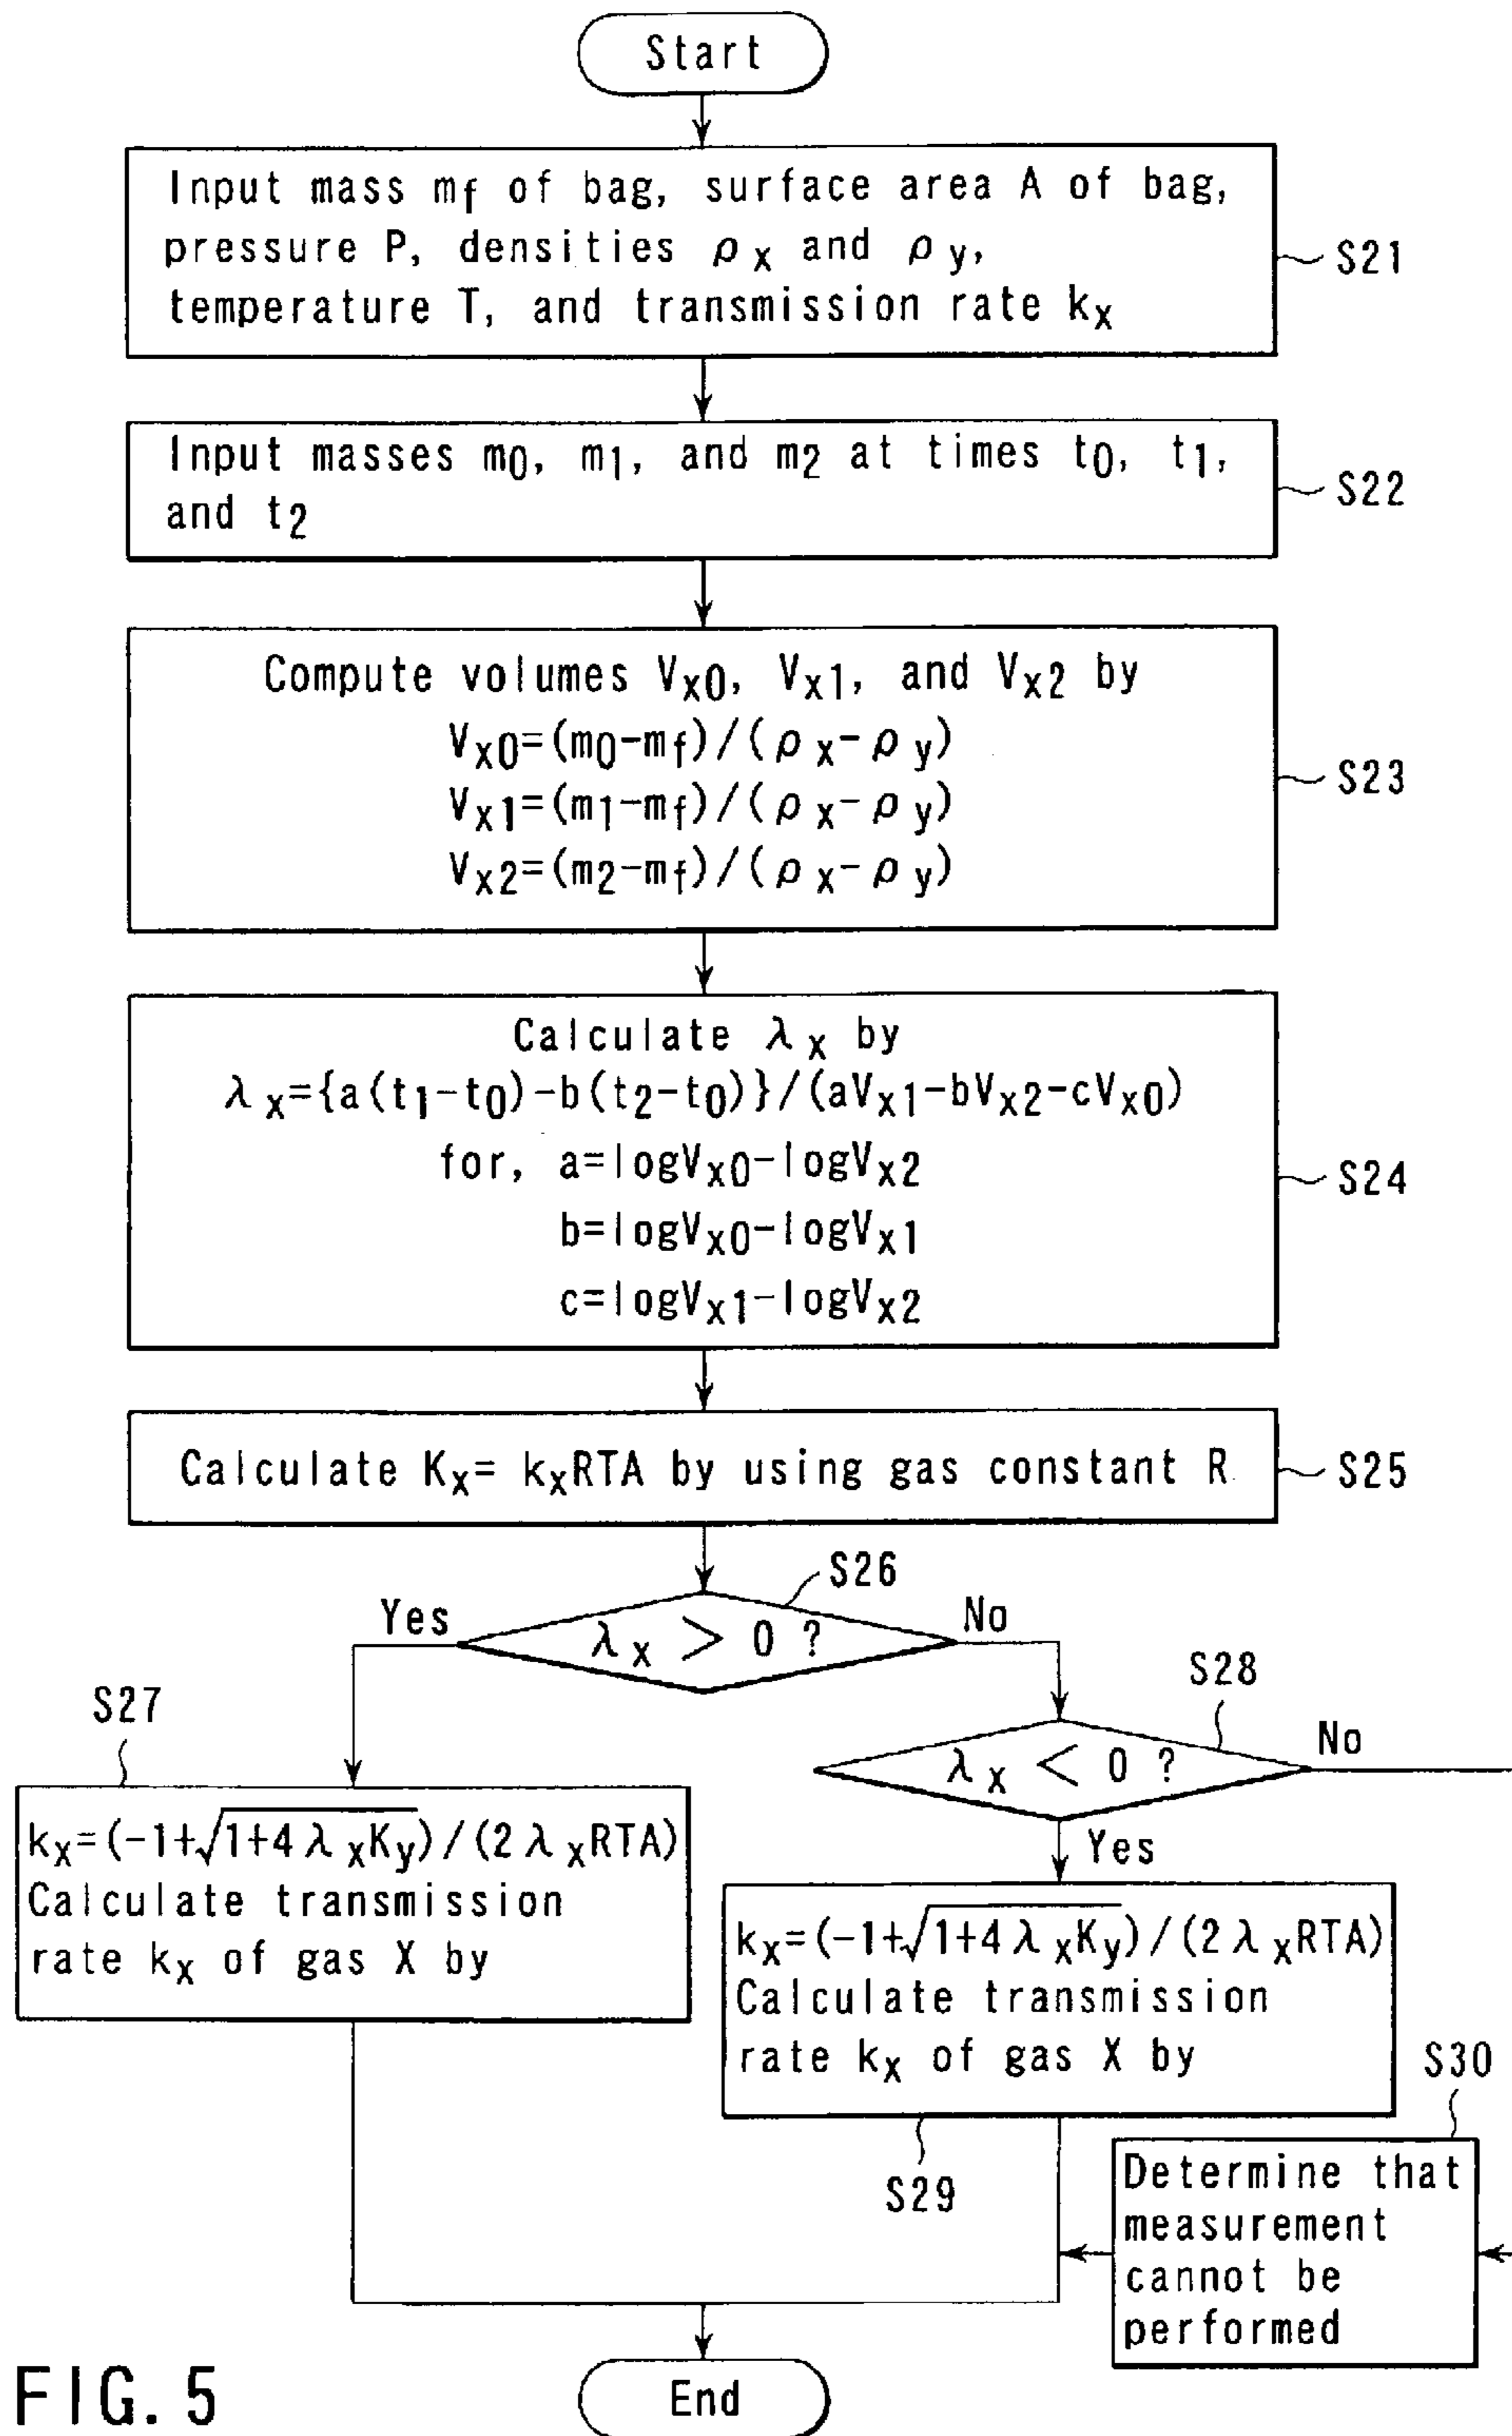 Start
Input mass mf of bag, surface area A of bag,
pressure P, densities ρx and ρy,
temperature T, and transmission rate kx
S21
Input masses m0, m1, and m2 at times t0, t1,
and t2
S22
Compute volumes Vx0, Vx1, and Vx2 by
Vx0=(m0-mf)/(ρx-ρy)
Vx1=(m1-mf)/(ρx-ρy)
Vx2=(m2-mf)/(ρx-ρy)
S23
Calculate λx by
λx={a(t1-t0)-b(t2-t0)}/(aVx1-bVx2-cVx0)
for, a=logVx0-logVx2
b=logVx0-logVx1
c=logVx1-logVx2
S24
Calculate Kx= kxRTA by using gas constant R
S25
S26
Yes
λx > 0 ?
No
S27
S28
λx < 0 ?
No
Yes
kx=(-1+√1+4λxKy)/(2λxRTA)
Calculate transmission
rate kx of gas X by
kx=(-1+√1+4λxKy)/(2λxRTA)
Calculate transmission
rate kx of gas X by
S29
S30
Determine that
measurement
cannot be
performed
End
FIG. 5